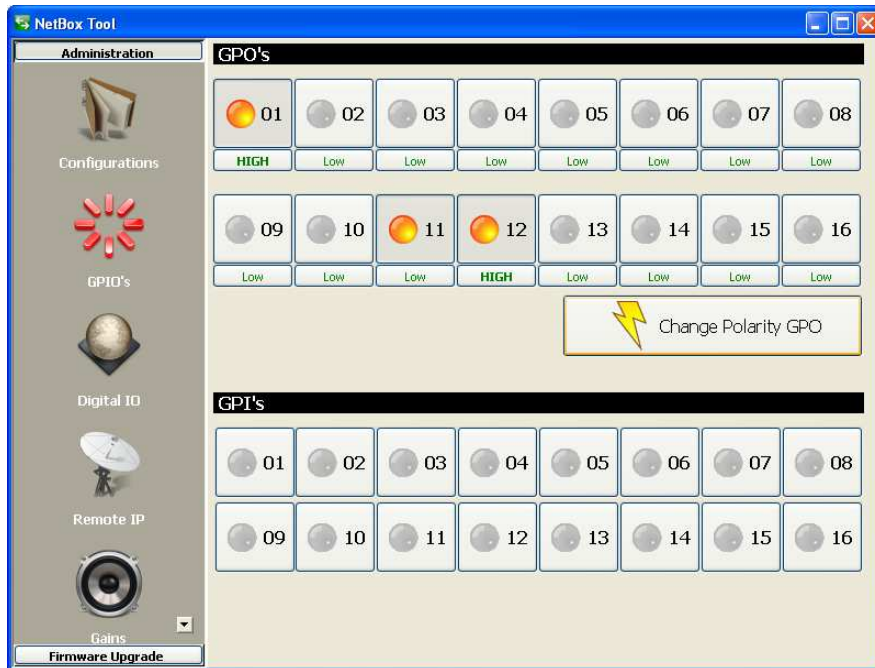 NetBox Tool
Administration
Configurations
GPIO's
Digital IO
Remote IP
Gains
Firmware Upgrade
GPO's
01 02 03 04 05 06 07 08
HIGH Low Low Low Low Low Low Low
09 10 11 12 13 14 15 16
Low Low Low HIGH Low Low Low Low
Change Polarity GPO
GPI's
01 02 03 04 05 06 07 08
09 10 11 12 13 14 15 16